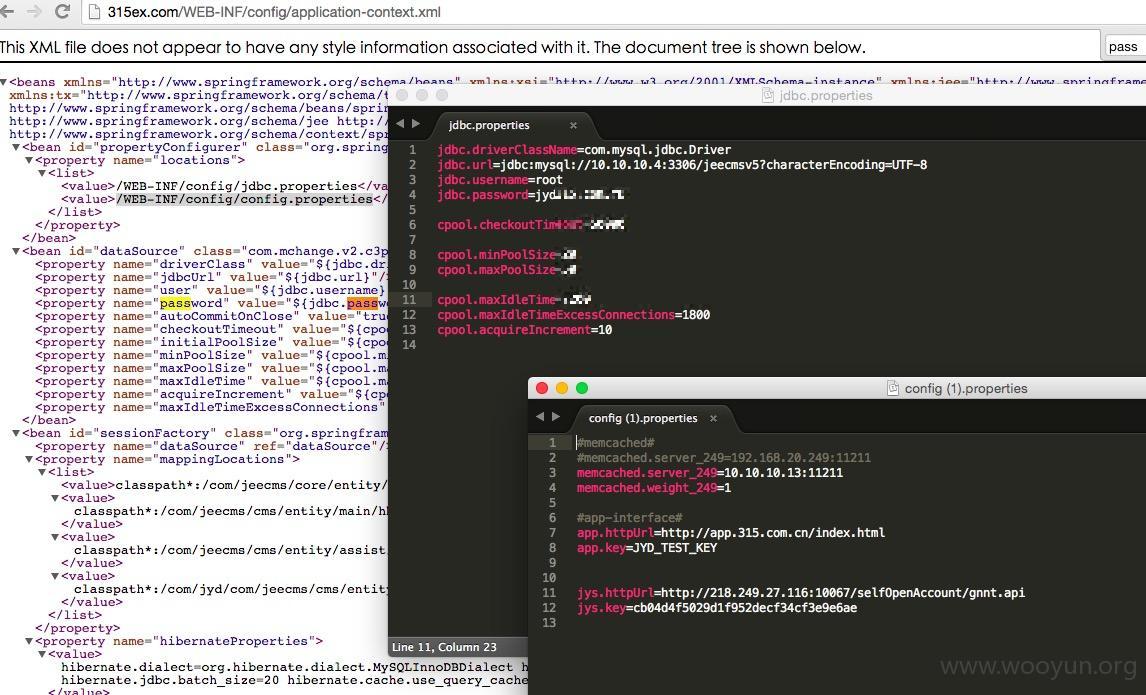 315ex.com/WEB-INF/config/application-context.xml
This XML file does not appear to have any style information associated with it. The document tree is shown below.
pass
<beans xmlns="http://www.springframework.org/schema/beans" xmlns:xsi="http://www.w3.org/2001/XMLSchema-instance" xmlns:jee="http://www.springframework
xmlns:tx="http://www.springframework.org/schema/t
http://www.springframework.org/schema/beans/sprin
http://www.springframework.org/schema/jee http:/
http://www.springframework.org/schema/context/spr
<bean id="propertyConfigurer" class="org.spring
<property name="locations">
<list>
<value>/WEB-INF/config/jdbc.properties</va
<value>/WEB-INF/config/config.properties</
</list>
</property>
</bean>
<bean id="dataSource" class="com.mchange.v2.c3p
<property name="driverClass" value="${jdbc.dri
<property name="jdbcUrl" value="${jdbc.url}"/>
<property name="user" value="${jdbc.username}
<property name="password" value="${jdbc.passwo
<property name="autoCommitOnClose" value="true
<property name="checkoutTimeout" value="${cpoo
<property name="initialPoolSize" value="${cpoo
<property name="minPoolSize" value="${cpool.mi
<property name="maxPoolSize" value="${cpool.ma
<property name="maxIdleTime" value="${cpool.ma
<property name="acquireIncrement" value="${cpo
<property name="maxIdleTimeExcessConnections"
</bean>
<bean id="sessionFactory" class="org.springfram
<property name="dataSource" ref="dataSource"/>
<property name="mappingLocations">
<list>
<value>classpath*:/com/jeecms/core/entity/
<value>
classpath*:/com/jeecms/cms/entity/main/h
</value>
<value>
classpath*:/com/jeecms/cms/entity/assist
</value>
<value>
classpath*:/com/jyd/jeecms/cms/entity/
</value>
</list>
</property>
<property name="hibernateProperties">
<value>
hibernate.dialect=org.hibernate.dialect.MySQLInnoDBDialect h
hibernate.jdbc.batch_size=20 hibernate.cache.use_query_cache
</value>
jdbc.properties
jdbc.properties ×
1 jdbc.driverClassName=com.mysql.jdbc.Driver
2 jdbc.url=jdbc:mysql://10.10.10.4:3306/jeecmsv5?characterEncoding=UTF-8
3 jdbc.username=root
4 jdbc.password=jyd
5
6 cpool.checkoutTim
7
8 cpool.minPoolSize=
9 cpool.maxPoolSize=
10
11 cpool.maxIdleTime=
12 cpool.maxIdleTimeExcessConnections=1800
13 cpool.acquireIncrement=10
14
Line 11, Column 23
config (1).properties
config (1).properties ×
1 #memcached#
2 #memcached.server_249=192.168.20.249:11211
3 memcached.server_249=10.10.10.13:11211
4 memcached.weight_249=1
5
6 #app-interface#
7 app.httpUrl=http://app.315.com.cn/index.html
8 app.key=JYD_TEST_KEY
9
10
11 jys.httpUrl=http://218.249.27.116:10067/selfOpenAccount/gnnt.api
12 jys.key=cb04d4f5029d1f952decf34cf3e9e6ae
13
www.wooyun.org